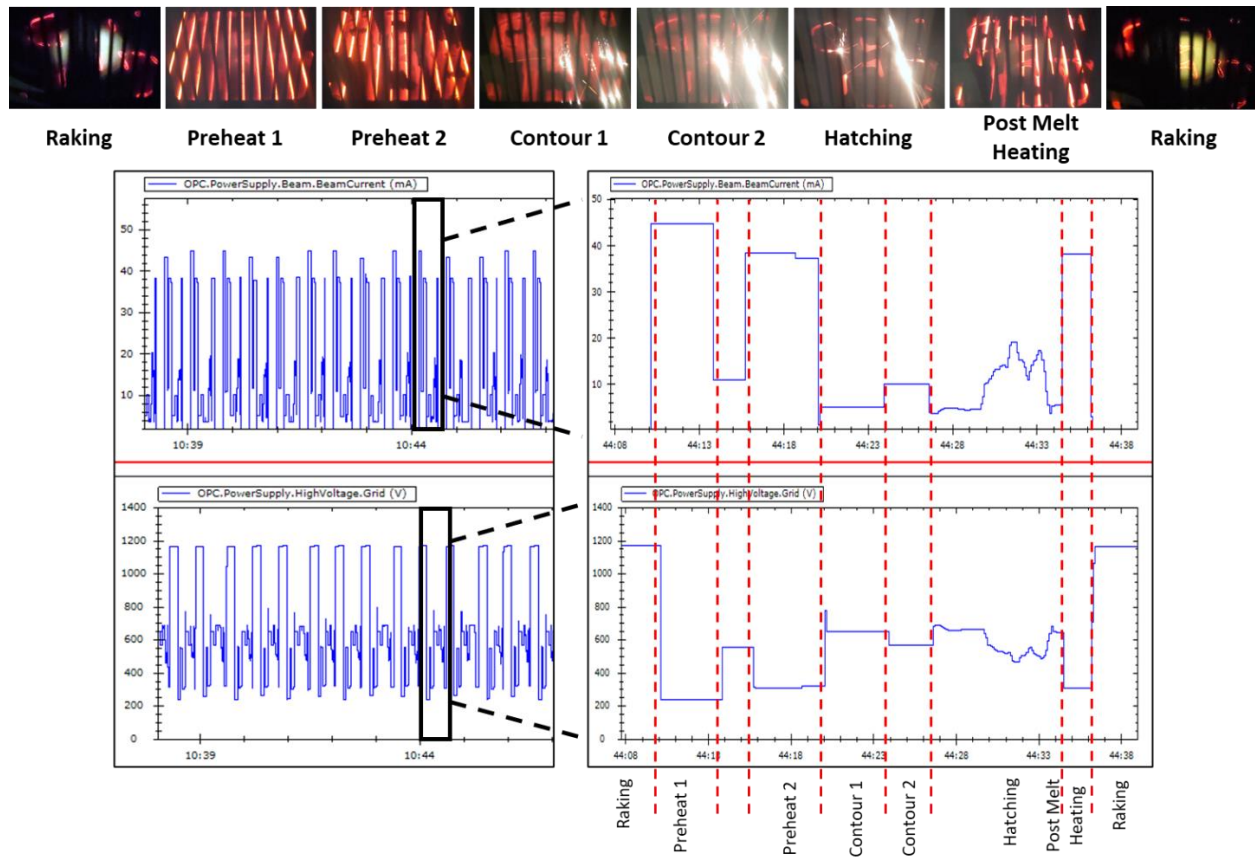 Raking
Preheat 1
Preheat 2
Contour 1
Contour 2
Hatching
Post Melt
Heating
Raking
OPC.PowerSupply.Beam.BeamCurrent (mA)
50
40
30
20
10
10:39
10:44
OPC.PowerSupply.Beam.BeamCurrent (mA)
50
40
30
20
10
44:08
44:13
44:18
44:23
44:28
44:33
44:38
OPC.PowerSupply.HighVoltage.Grid (V)
1400
1200
1000
800
600
400
200
0
10:39
10:44
OPC.PowerSupply.HighVoltage.Grid (V)
1400
1200
1000
800
600
400
200
0
44:08
44:18
44:23
44:28
44:33
44:38
Raking
Preheat 1
Preheat 2
Contour 1
Contour 2
Hatching
Post Melt
Heating
Raking